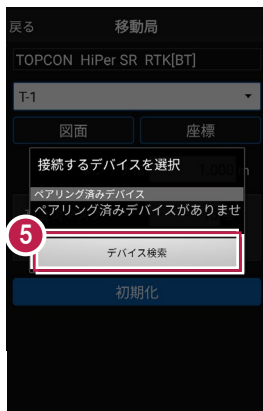 戻る 移動局
TOPCON HiPer SR RTK[BT]
T-1
図面 座標
接続するデバイスを選択
1.000 m
ペアリング済みデバイス
ペアリング済みデバイスがありませ
5
デバイス検索
初期化